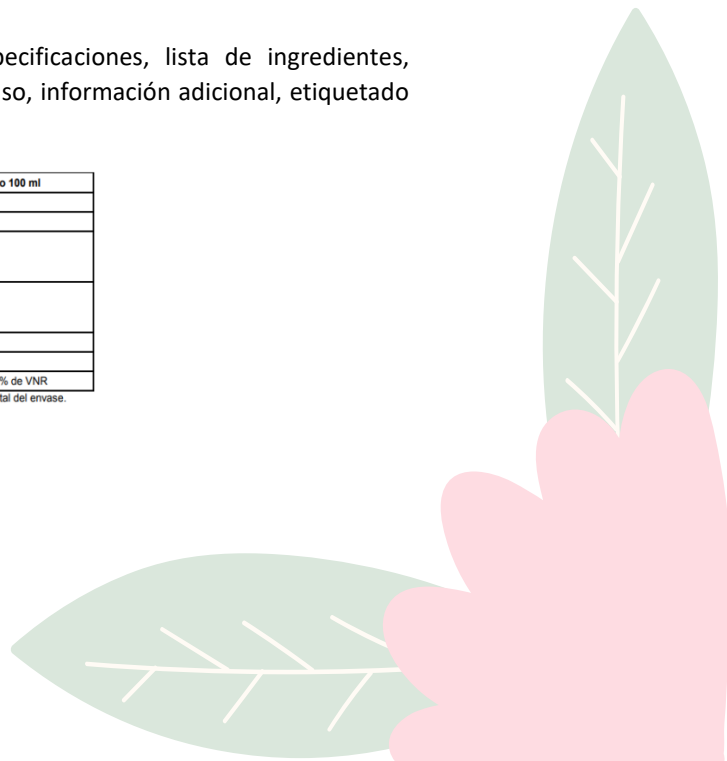 pecificaciones, lista de ingredientes,
so, información adicional, etiquetado
o 100 ml
% de VNR
tal del envase.